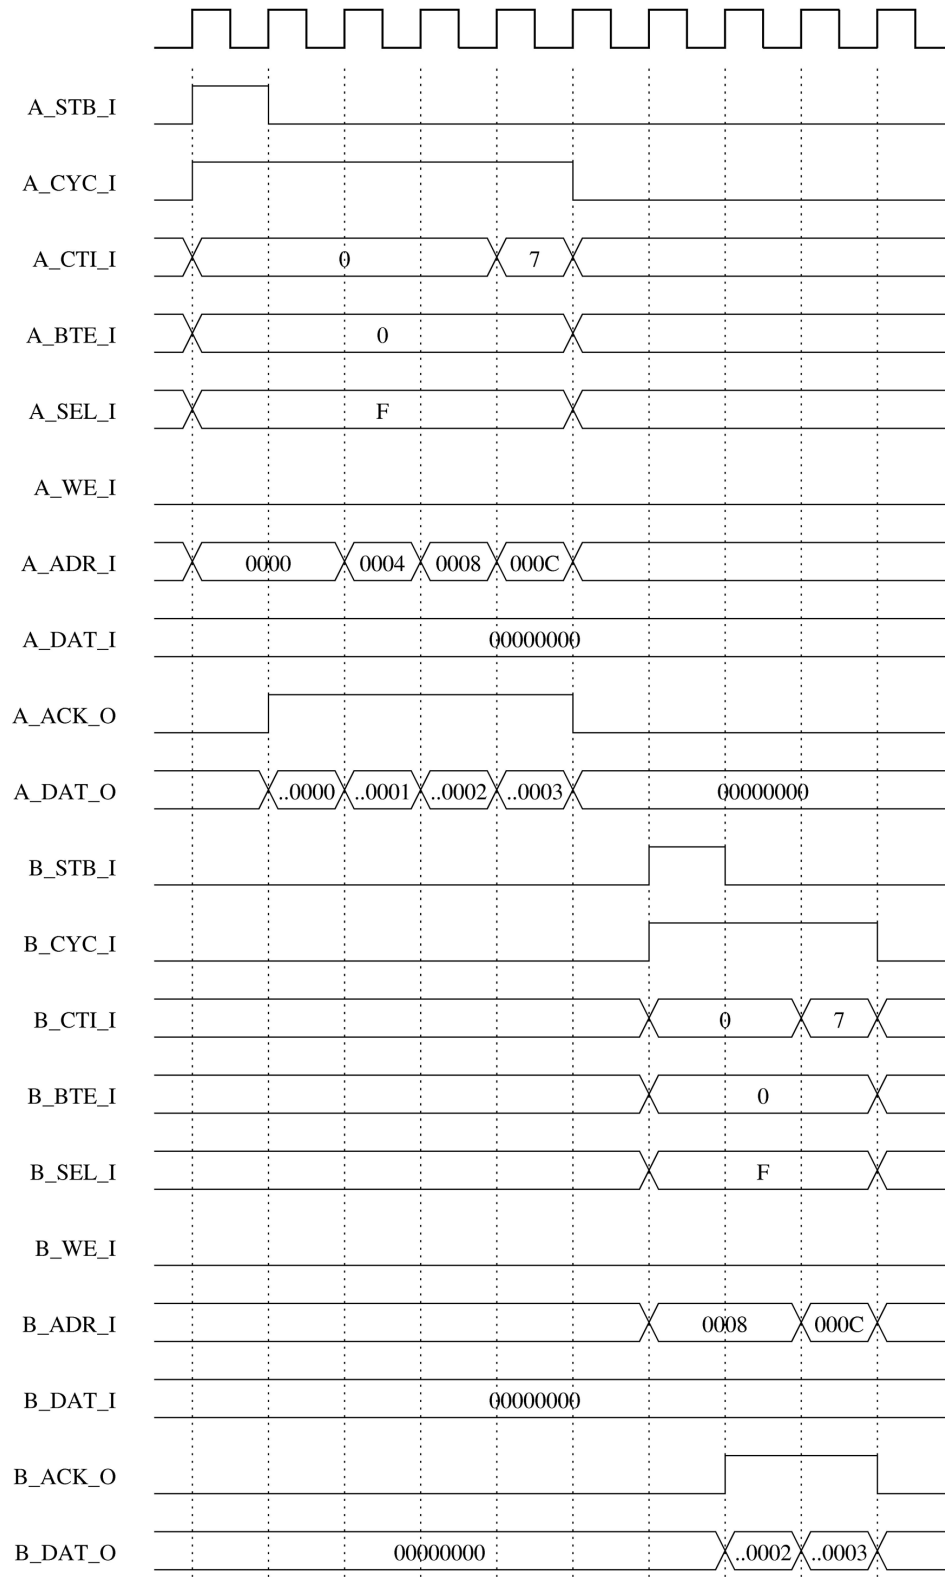 A_STB_I
A_CYC_I
A_CTI_I 0 7
A_BTE_I 0
A_SEL_I F
A_WE_I
A_ADR_I 0000 0004 0008 000C
A_DAT_I 00000000
A_ACK_O
A_DAT_O ..0000 ..0001 ..0002 ..0003 00000000
B_STB_I
B_CYC_I
B_CTI_I 0 7
B_BTE_I 0
B_SEL_I F
B_WE_I
B_ADR_I 0008 000C
B_DAT_I 00000000
B_ACK_O
B_DAT_O 00000000 ..0002 ..0003